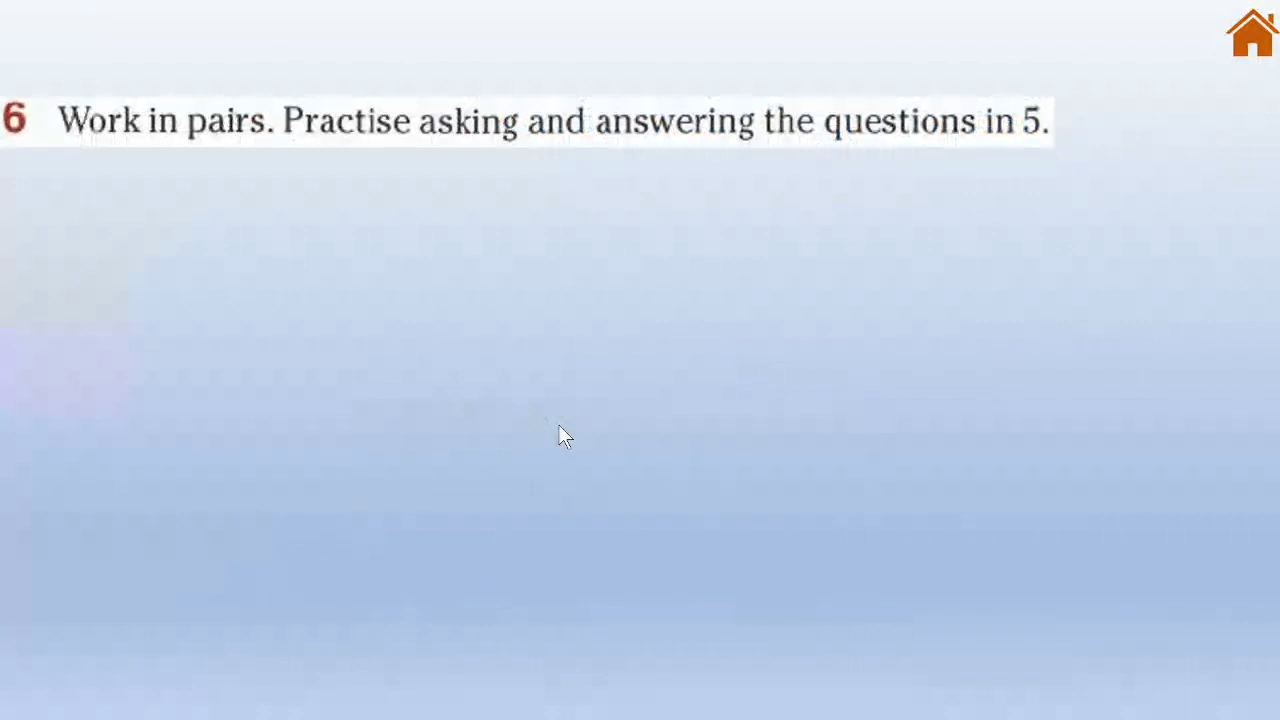 6 Work in pairs. Practise asking and answering the questions in 5.